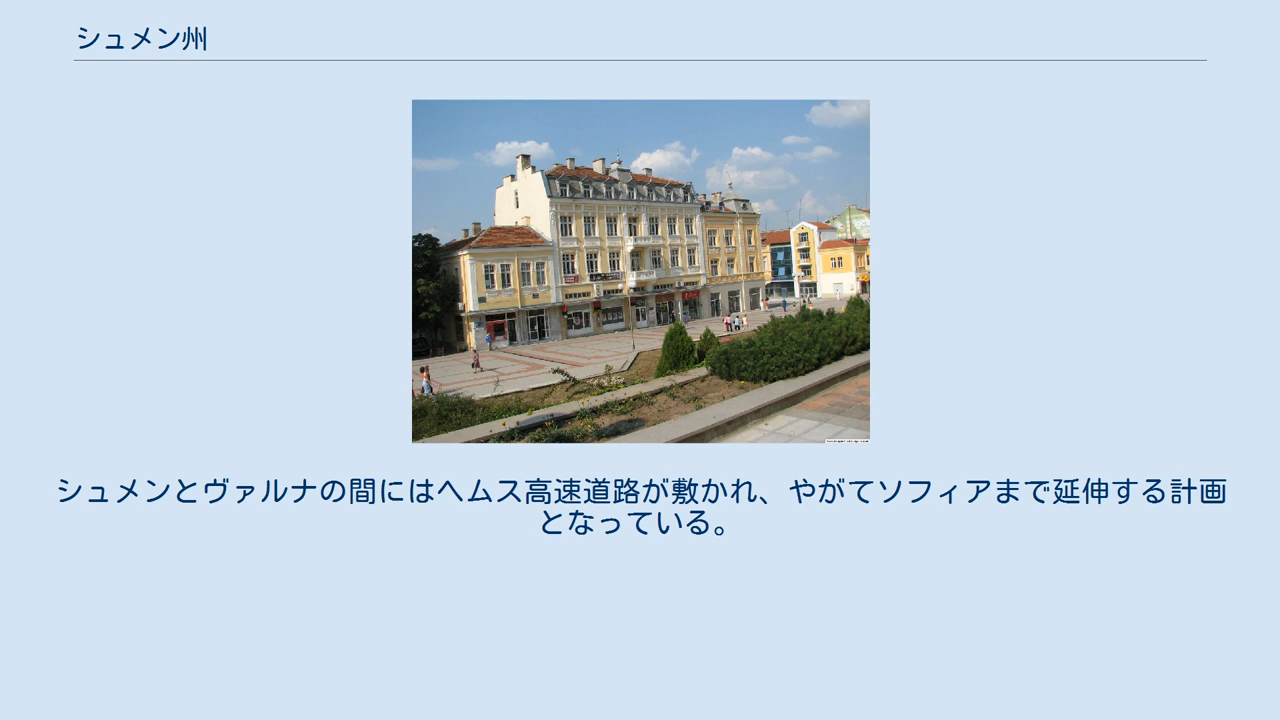 シュメン州
シュメンとヴァルナの間にはヘムス高速道路が敷かれ、やがてソフィアまで延伸する計画
となっている。